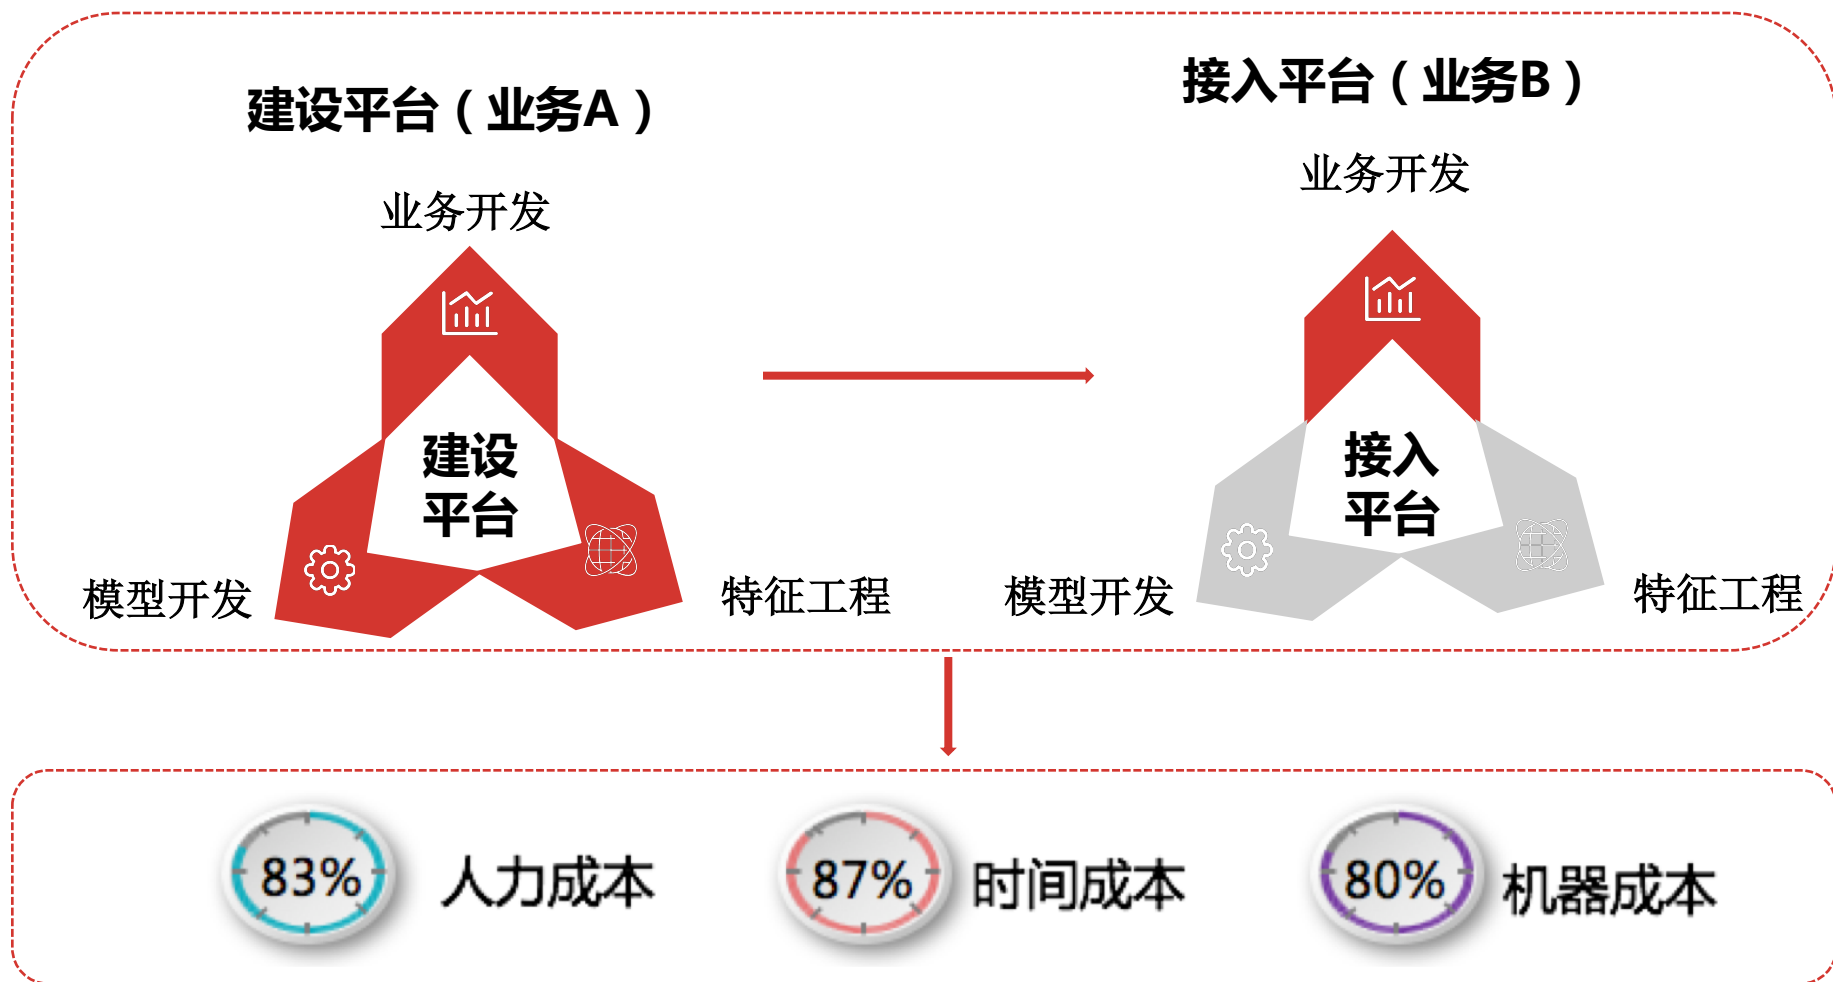 建设平台（业务A）
业务开发
建设
平台
模型开发
特征工程
接入平台（业务B）
业务开发
接入
平台
模型开发
特征工程
83%
人力成本
87%
时间成本
80%
机器成本